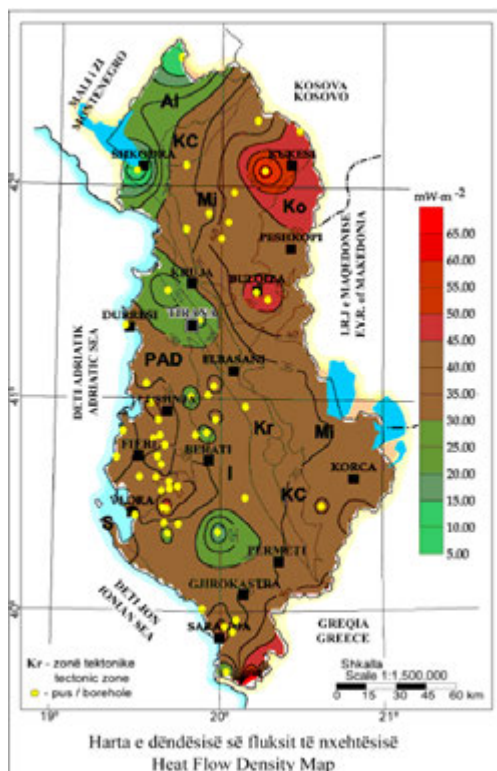 MALI i ZI
MONTENEGRO
KOSOVA
KOSOVO
Al
KC
SHKODRA
KUKESI
42°
Mi
Ko
PESHKOPI
mW·m⁻²
65.00
55.00
50.00
45.00
40.00
35.00
30.00
20.00
15.00
10.00
5.00
KRUJA
BULQIZA
I.R.J e MAQEDONISË
F.Y.R. of MAKEDONIA
DURRESI
TIRANA
DETI ADRIATIK
ADRIATIC SEA
PAD
ELBASANI
41°
LUSHNJA
Kr
Mi
FIERI
BERATI
I
KC
KORCA
VLORA
S
PERMETI
GJIROKASTRA
DETI JON
IONIAN SEA
40°
SARANDA
GREQIA
GREECE
Kr - zonë tektonike
tectonic zone
- pus / borehole
Shkalla
Scale 1:1,500,000
0 15 30 45 60 km
19°
20°
21°
Harta e dëndësisë së fluksit të nxehtësisë
Heat Flow Density Map